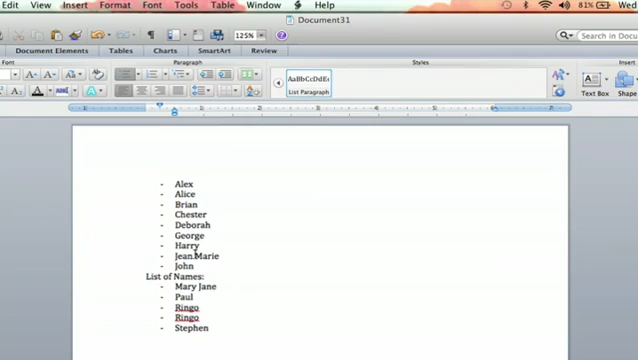 Edit View Insert Format Font Tools Table Window Help 81%
Document31
125% Search in Docu
Document Elements Tables Charts SmartArt Review
Font Paragraph Styles Insert
AaBbCcDdEe
List Paragraph
Text Box Shape
- Alex
- Alice
- Brian
- Chester
- Deborah
- George
- Harry
- Jean Marie
- John
List of Names:
- Mary Jane
- Paul
- Ringo
- Ringo
- Stephen